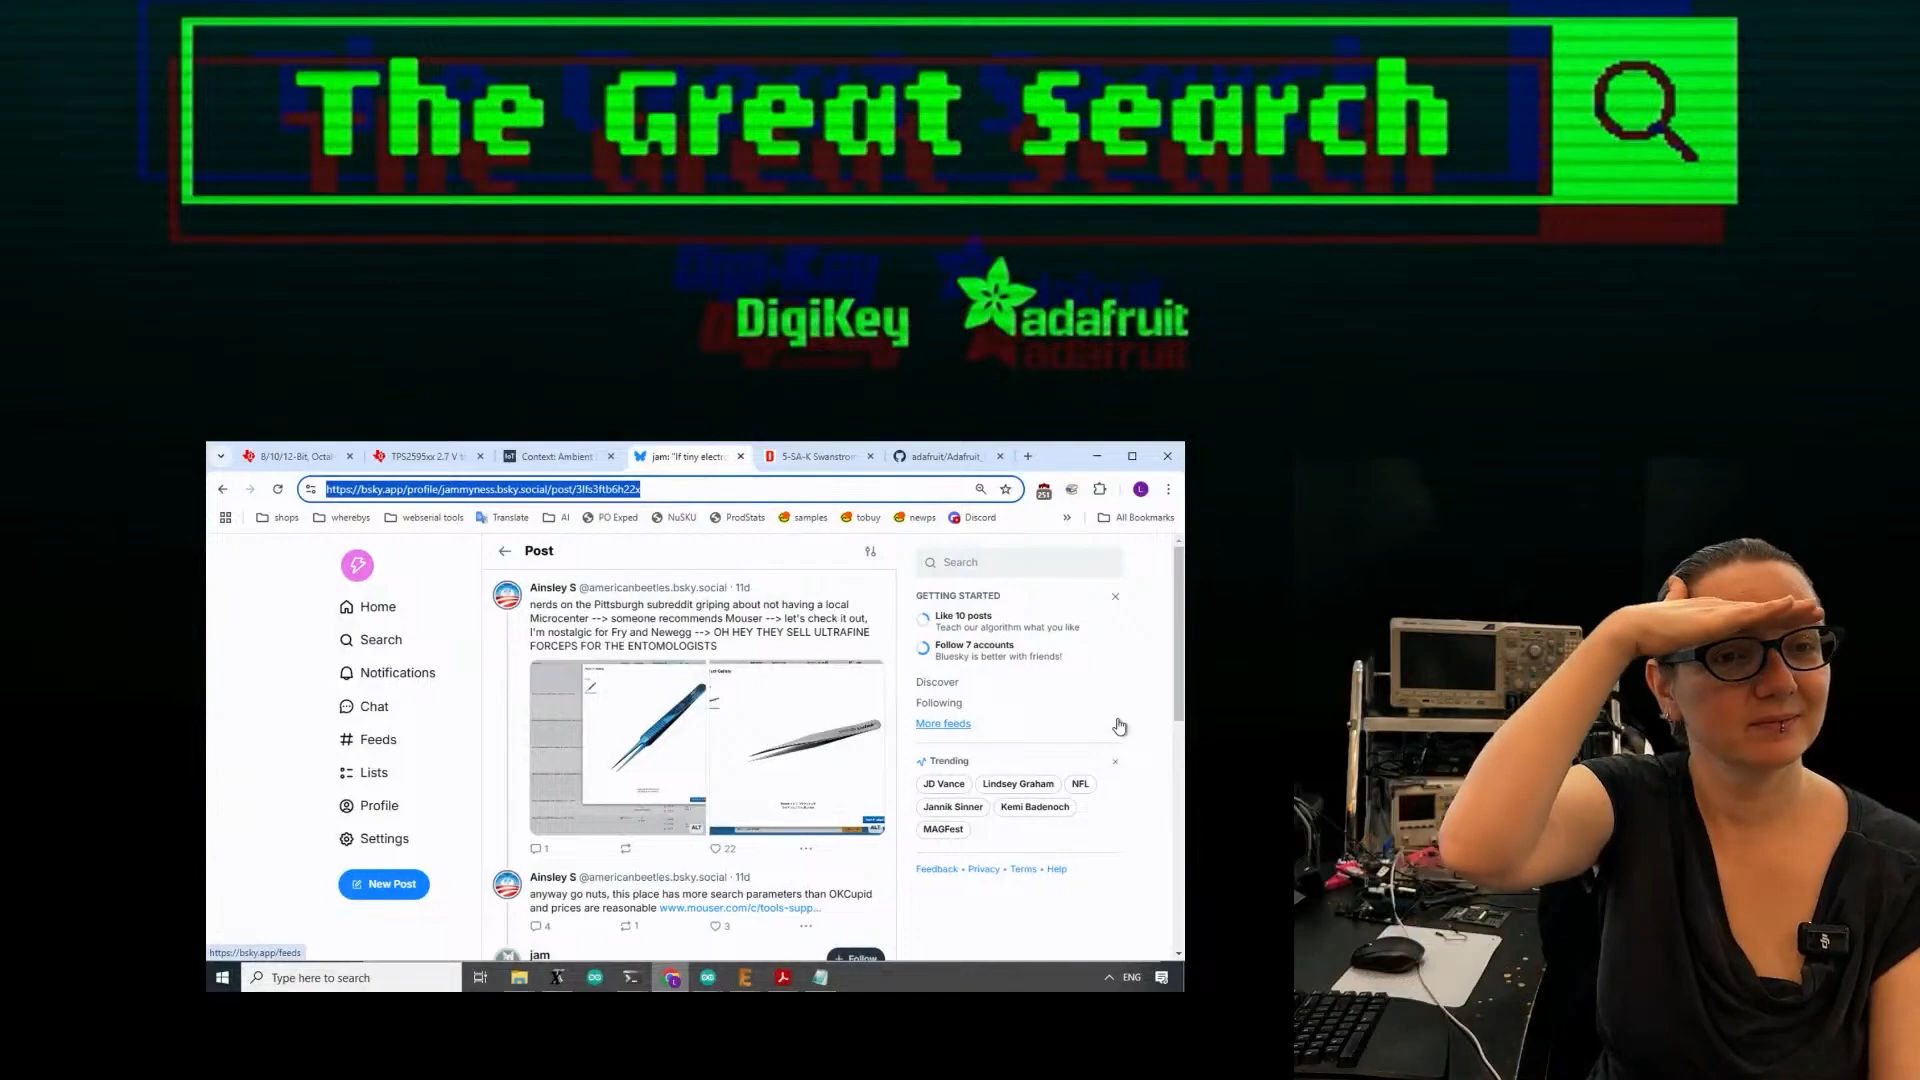 The Great Search
DigiKey
adafruit
8/10/12-Bit, Octal
TPS2595xx 2.7 V t
Context: Ambient
jam: "If tiny electr
5-SA-K Swanstrom
adafruit/Adafruit_
https://bsky.app/profile/jammyness.bsky.social/post/3lfs3ftb6h22x
251
L
shops
wherebys
webserial tools
Translate
AI
PO Exped
NuSKU
ProdStats
samples
tobuy
newps
Discord
All Bookmarks
Home
Search
Notifications
Chat
Feeds
Lists
Profile
Settings
New Post
https://bsky.app/feeds
Post
Ainsley S @americanbeetles.bsky.social · 11d
nerds on the Pittsburgh subreddit griping about not having a local
Microcenter --> someone recommends Mouser --> let's check it out,
I'm nostalgic for Fry and Newegg --> OH HEY THEY SELL ULTRAFINE
FORCEPS FOR THE ENTOMOLOGISTS
ALT
ALT
1
22
Ainsley S @americanbeetles.bsky.social · 11d
anyway go nuts, this place has more search parameters than OKCupid
and prices are reasonable www.mouser.com/c/tools-supp...
4
1
3
jam
+ Follow
Search
GETTING STARTED
Like 10 posts
Teach our algorithm what you like
Follow 7 accounts
Bluesky is better with friends!
Discover
Following
More feeds
Trending
JD Vance
Lindsey Graham
NFL
Jannik Sinner
Kemi Badenoch
MAGFest
Feedback • Privacy • Terms • Help
Type here to search
ENG